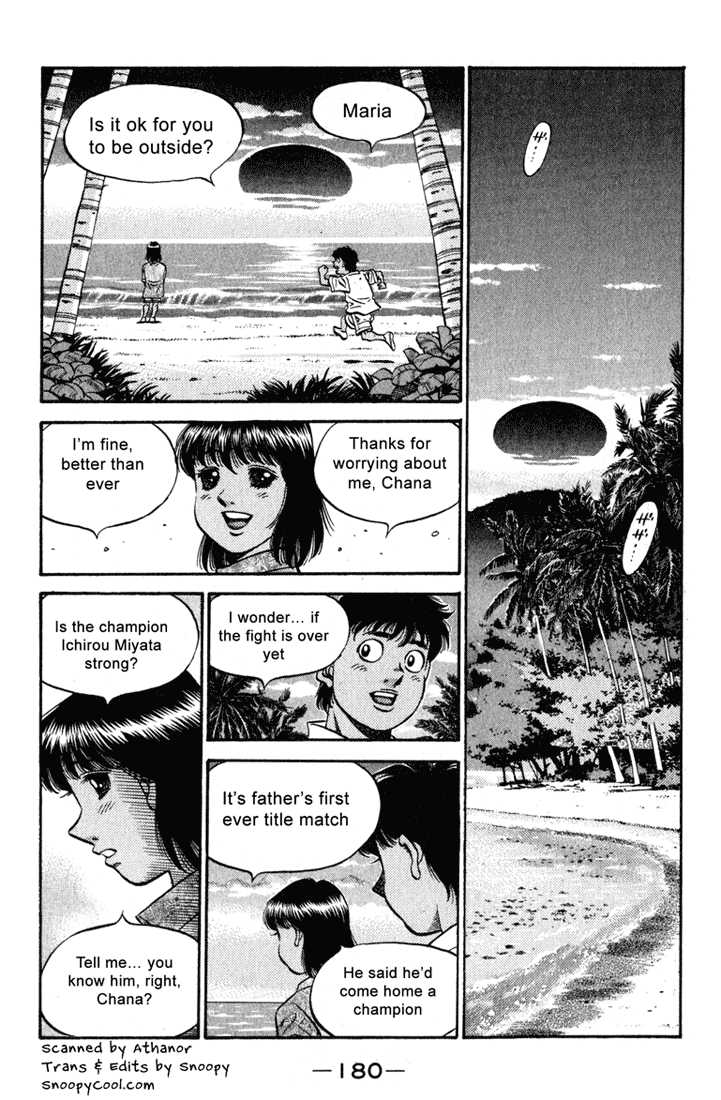 ザ…
ザザ…
Maria
Is it ok for you
to be outside?
Thanks for
worrying about
me, Chana
I'm fine,
better than
ever
I wonder... if
the fight is over
yet
Is the champion
Ichirou Miyata
strong?
Tell me... you
know him, right,
Chana?
It's father's first
ever title match
He said he'd
come home a
champion
Scanned by Athanor
Trans & Edits by Snoopy
SnoopyCool.com
—180—